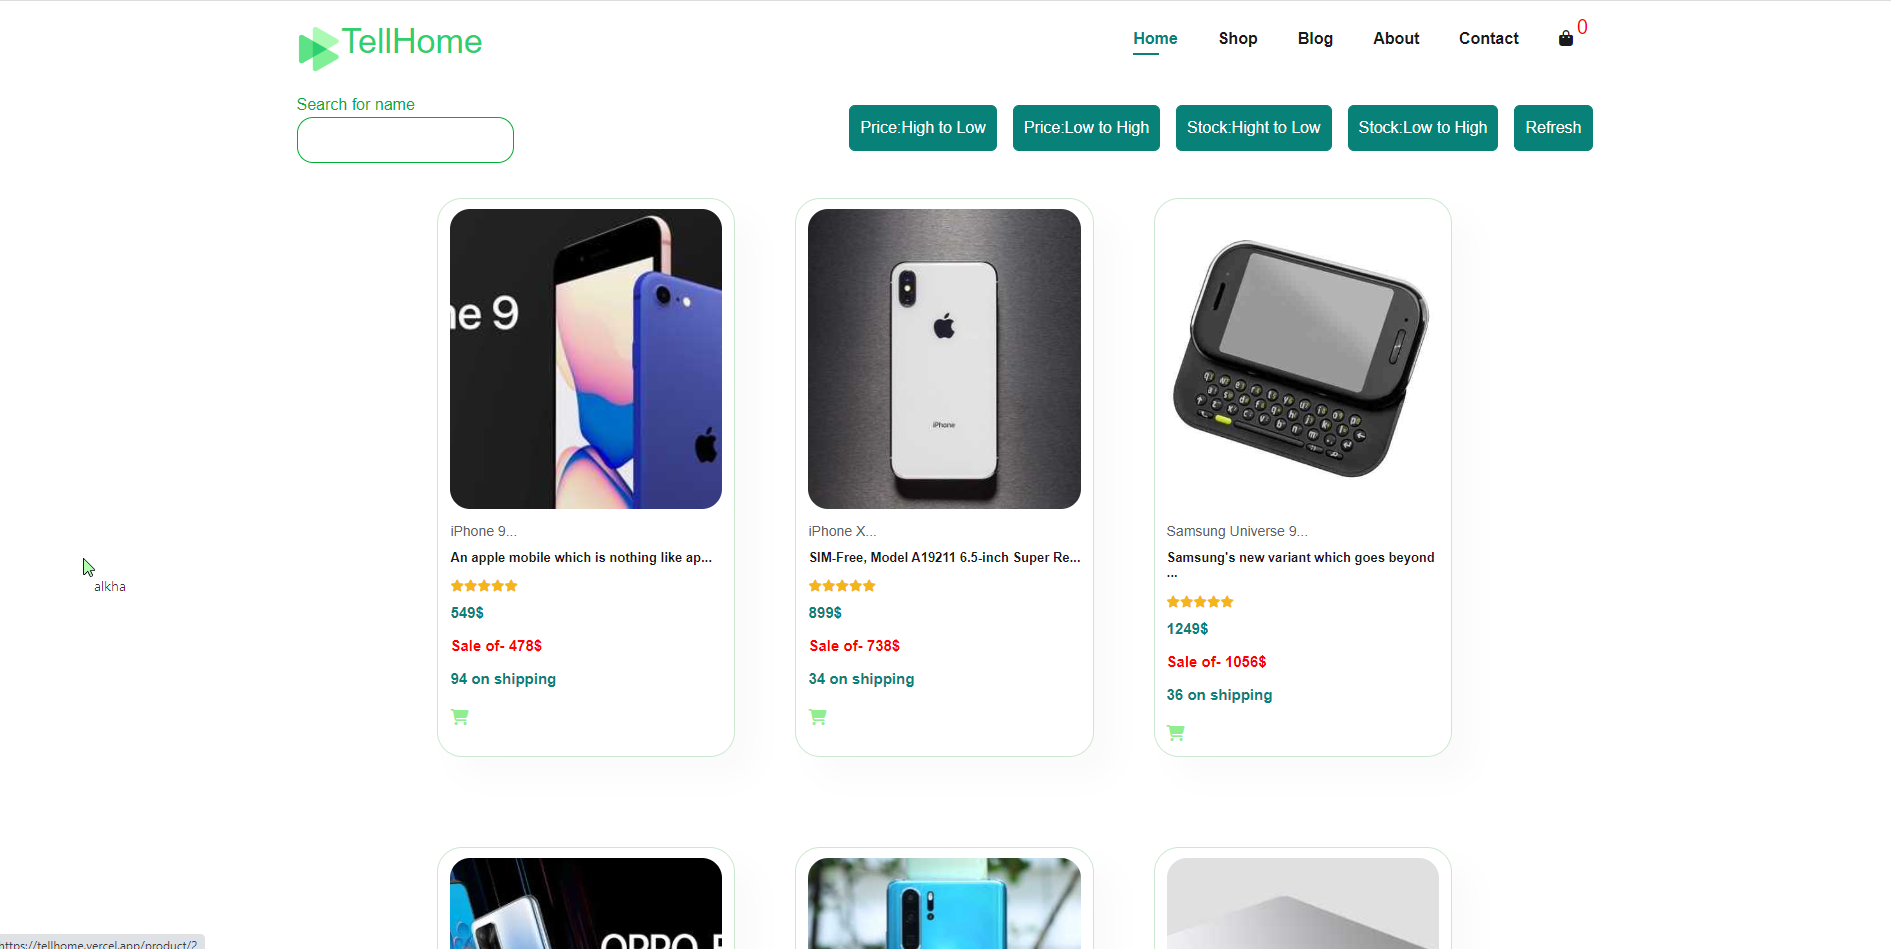 TellHome
Home Shop Blog About Contact 0
Search for name
Price:High to Low Price:Low to High Stock:Hight to Low Stock:Low to High Refresh
ne 9
iPhone
iPhone 9...
An apple mobile which is nothing like ap...
549$
Sale of- 478$
94 on shipping
iPhone X...
SIM-Free, Model A19211 6.5-inch Super Re...
899$
Sale of- 738$
34 on shipping
Samsung Universe 9...
Samsung's new variant which goes beyond
...
1249$
Sale of- 1056$
36 on shipping
alkha
OPPO F
https://tellhome.vercel.app/product/2